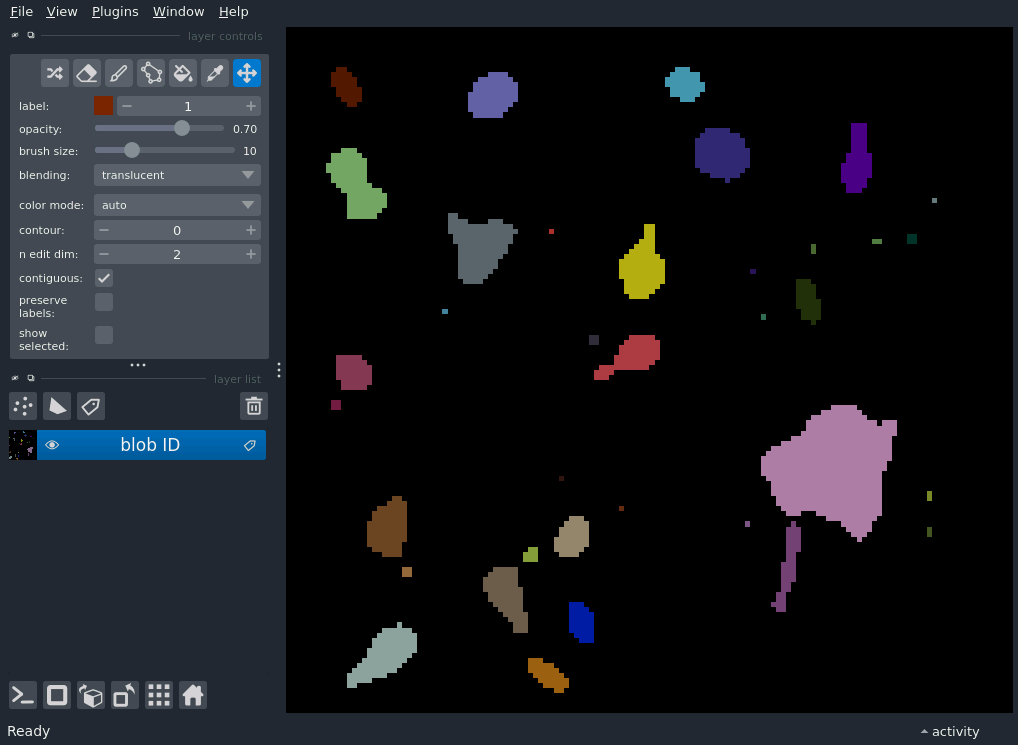 File View Plugins Window Help
layer controls
label: 1
opacity: 0.70
brush size: 10
blending: translucent
color mode: auto
contour: 0
n edit dim: 2
contiguous:
preserve
labels:
show
selected:
layer list
blob ID
Ready
activity